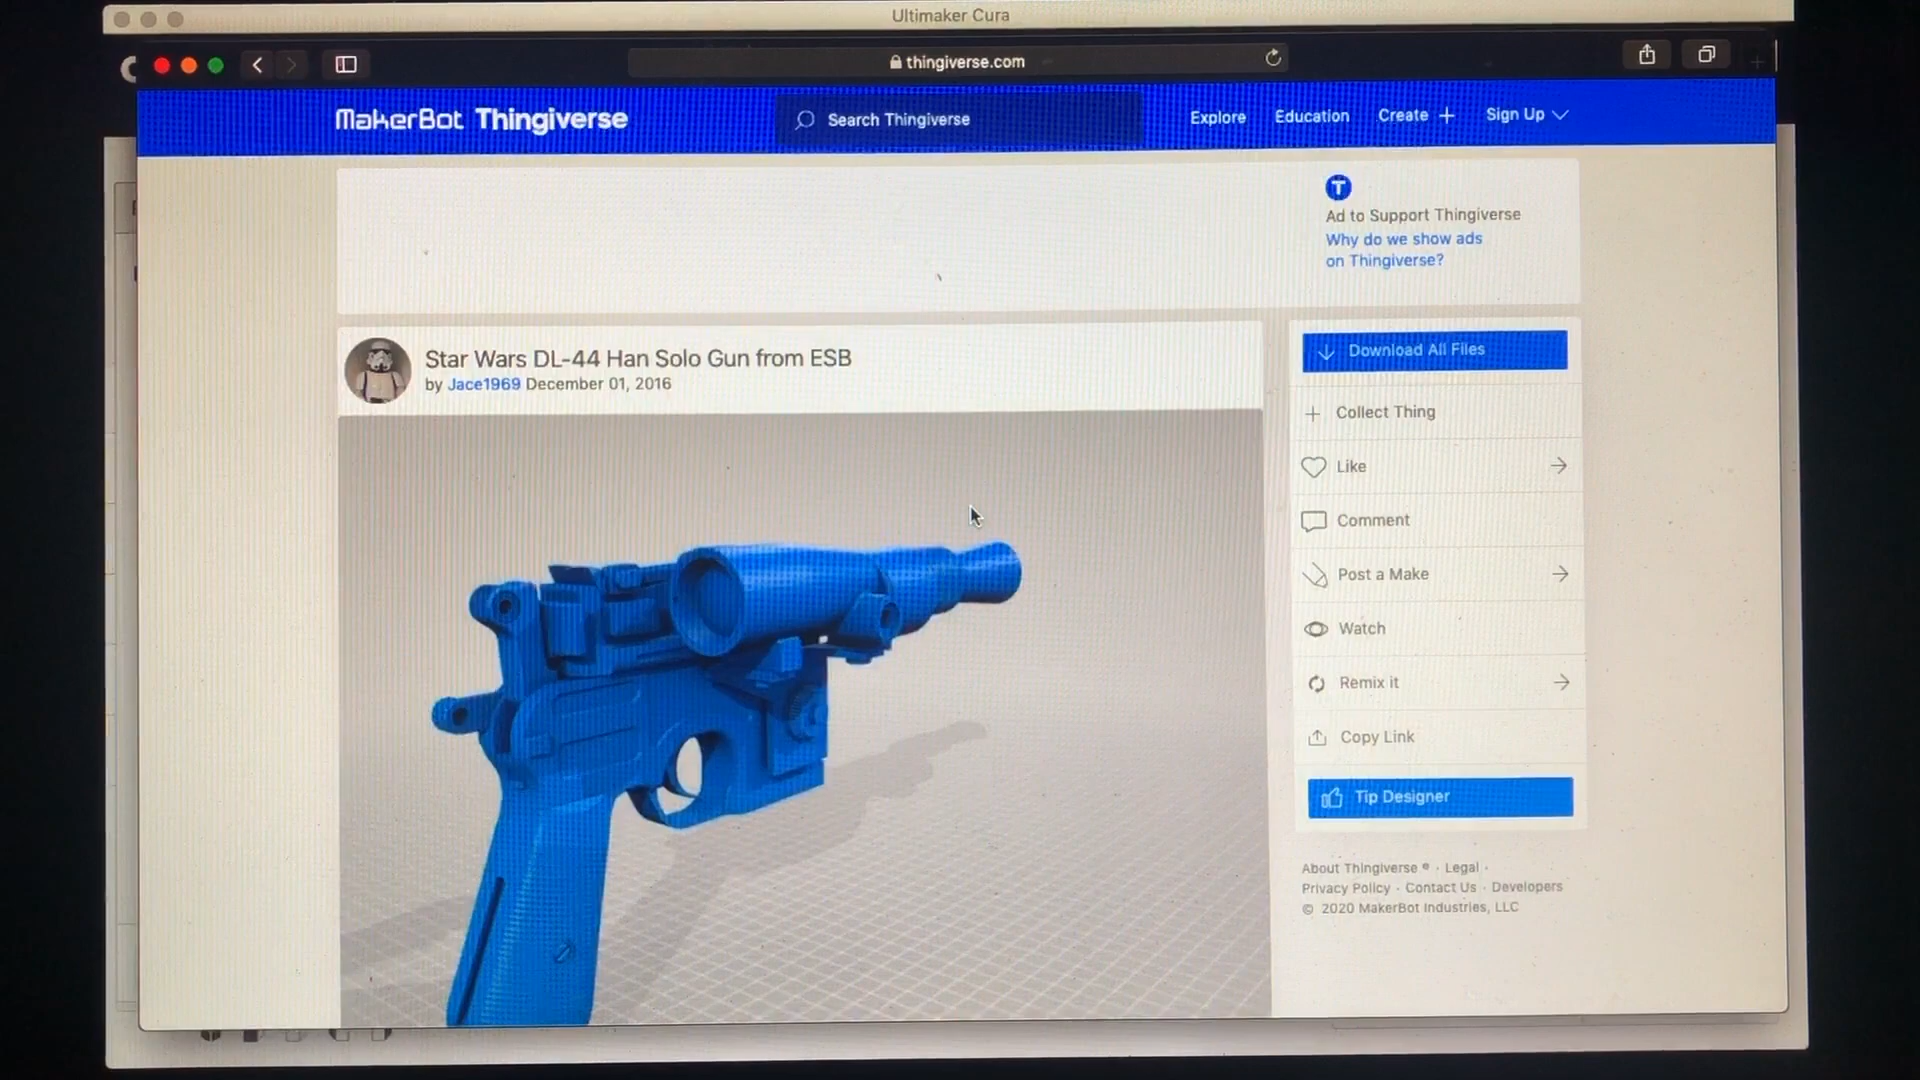 Ultimaker Cura
thingiverse.com
MakerBot Thingiverse
Search Thingiverse
Explore
Education
Create +
Sign Up
T
Ad to Support Thingiverse
Why do we show ads
on Thingiverse?
Star Wars DL-44 Han Solo Gun from ESB
by Jace1969 December 01, 2016
Download All Files
Collect Thing
Like
Comment
Post a Make
Watch
Remix it
Copy Link
Tip Designer
About Thingiverse ® · Legal ·
Privacy Policy · Contact Us · Developers
© 2020 MakerBot Industries, LLC